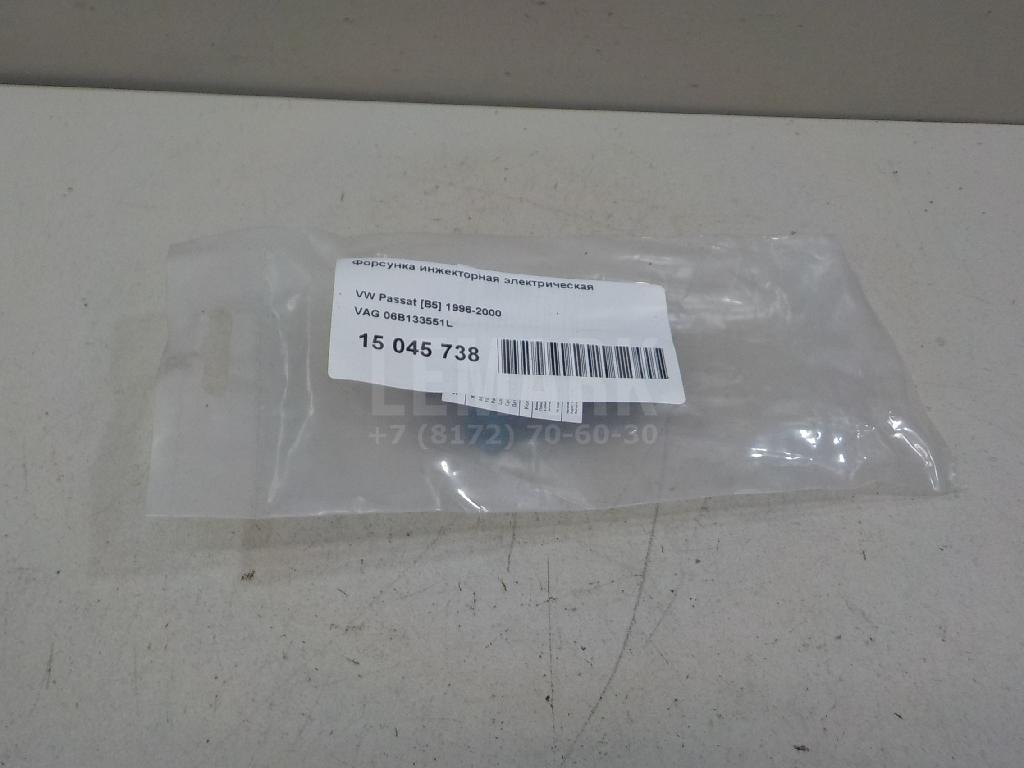 Форсунка инжекторная электрическая
VW Passat [B5] 1996-2000
VAG 06B133551L
15 045 738
LEMARK
+7 (8172) 70-60-30